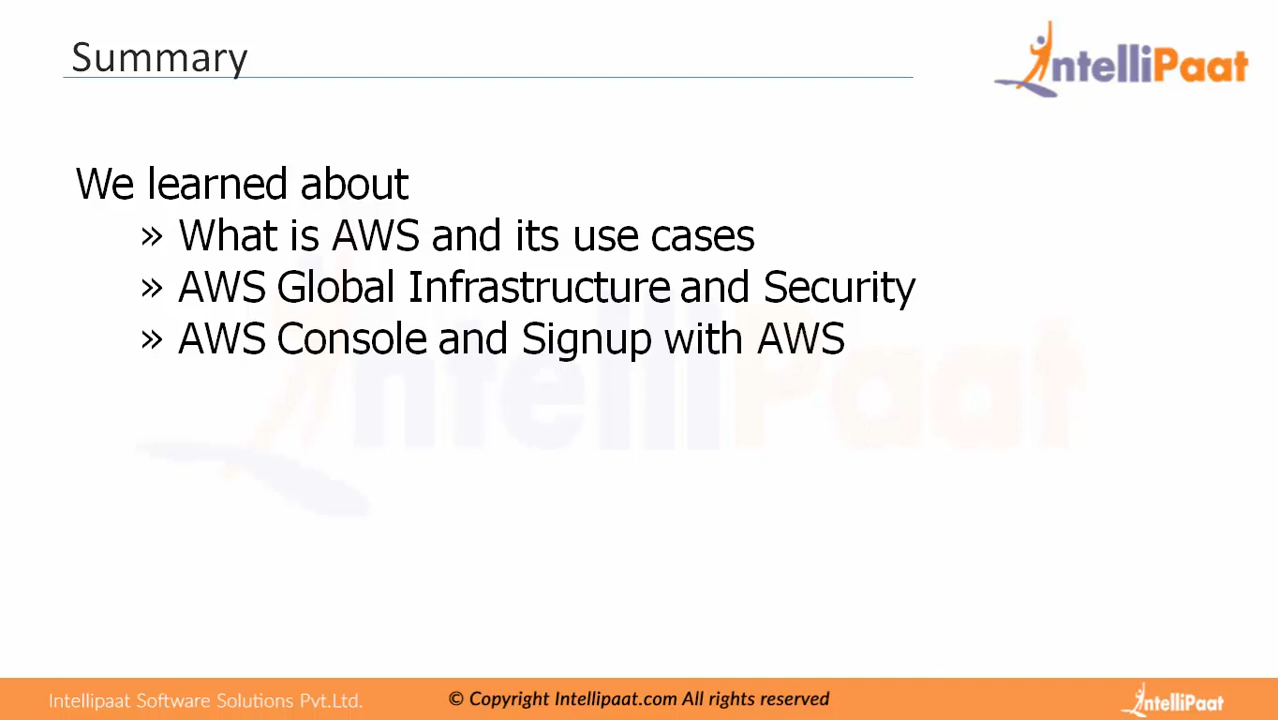 Summary
IntelliPaat
We learned about
» What is AWS and its use cases
» AWS Global Infrastructure and Security
» AWS Console and Signup with AWS
IntelliPaat
Intellipaat Software Solutions Pvt.Ltd.
© Copyright Intellipaat.com All rights reserved
IntelliPaat